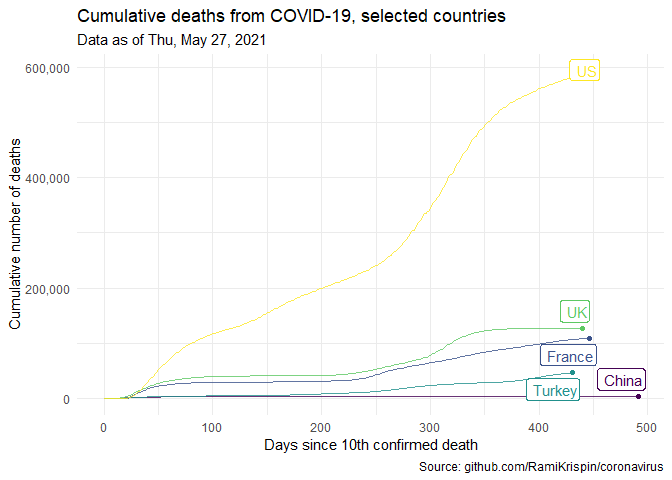 Cumulative deaths from COVID-19, selected countries
Data as of Thu, May 27, 2021
Cumulative number of deaths
600,000
400,000
200,000
0
US
UK
France
China
Turkey
0 100 200 300 400 500
Days since 10th confirmed death
Source: github.com/RamiKrispin/coronavirus